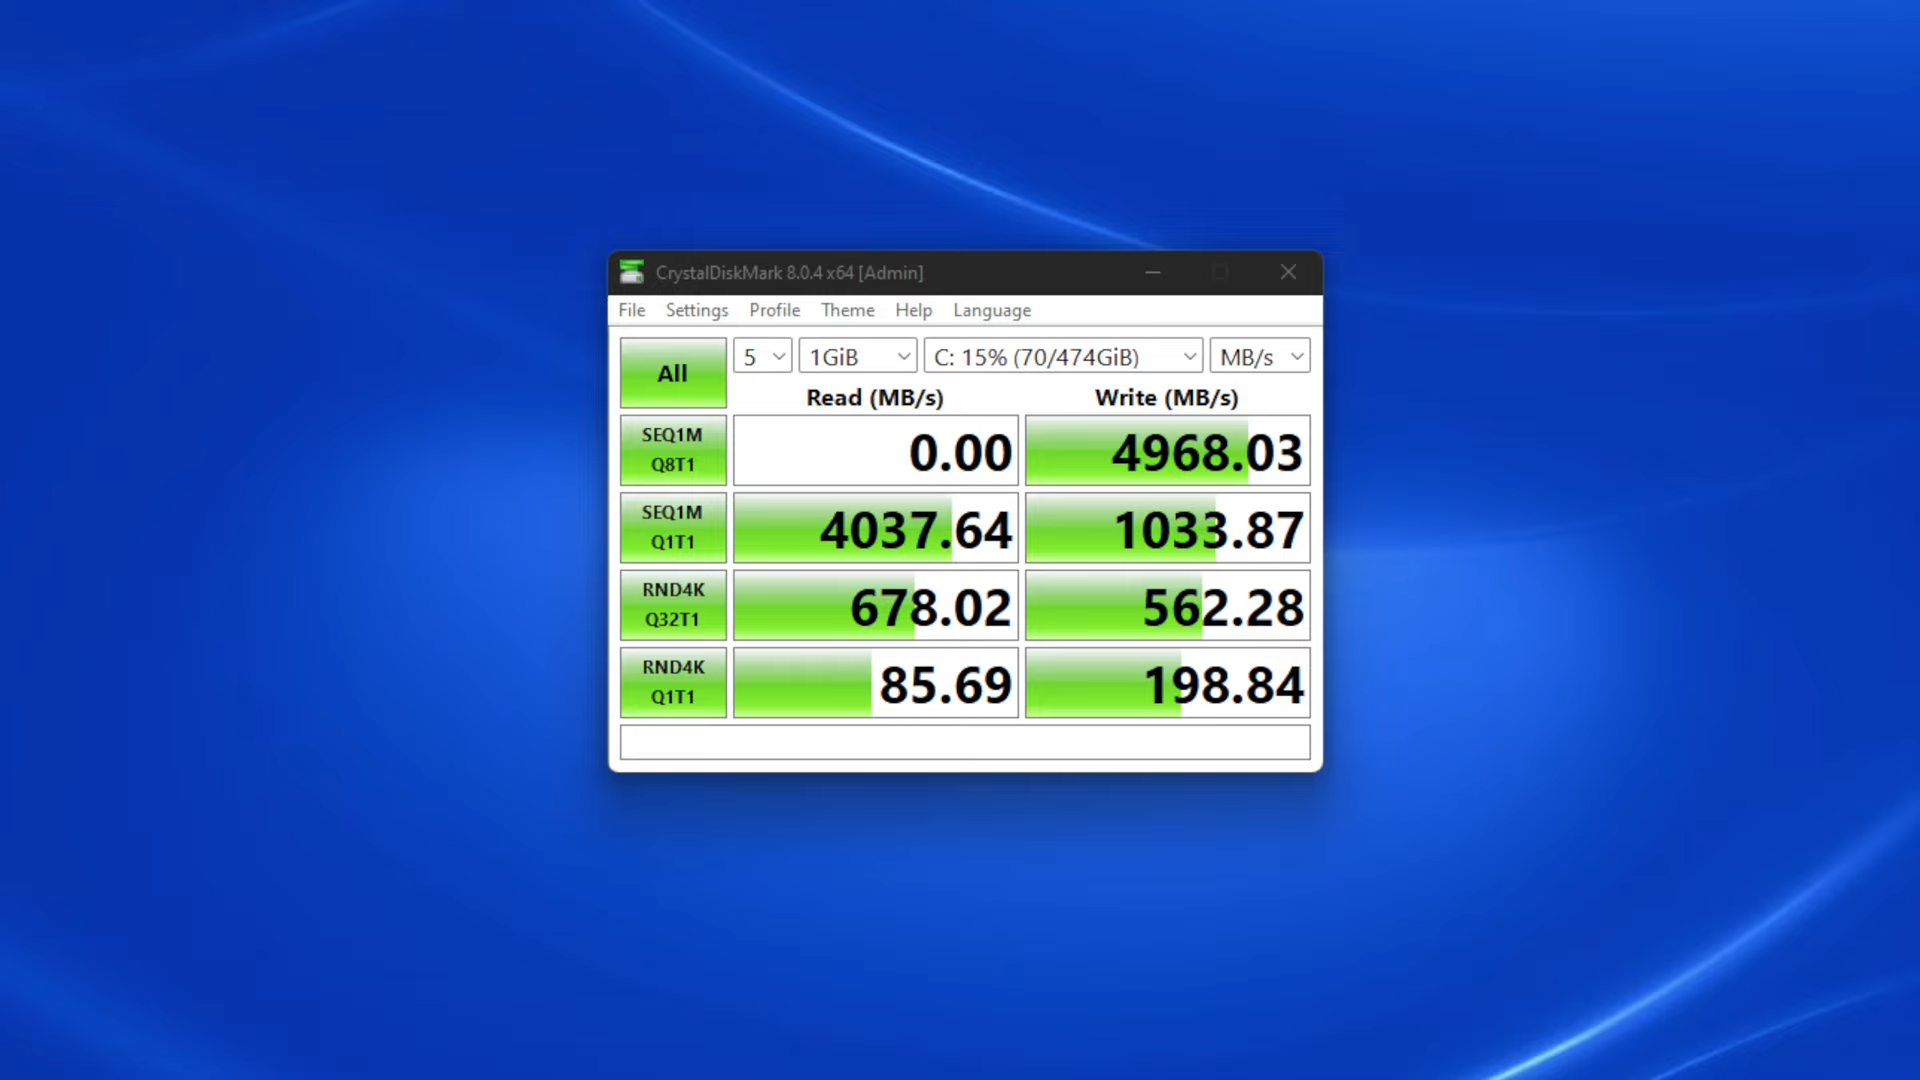 CrystalDiskMark 8.0.4 x64 [Admin]
File Settings Profile Theme Help Language
All 5 1GiB C: 15% (70/474GiB) MB/s
Read (MB/s) Write (MB/s)
SEQ1M
Q8T1 0.00 4968.03
SEQ1M
Q1T1 4037.64 1033.87
RND4K
Q32T1 678.02 562.28
RND4K
Q1T1 85.69 198.84